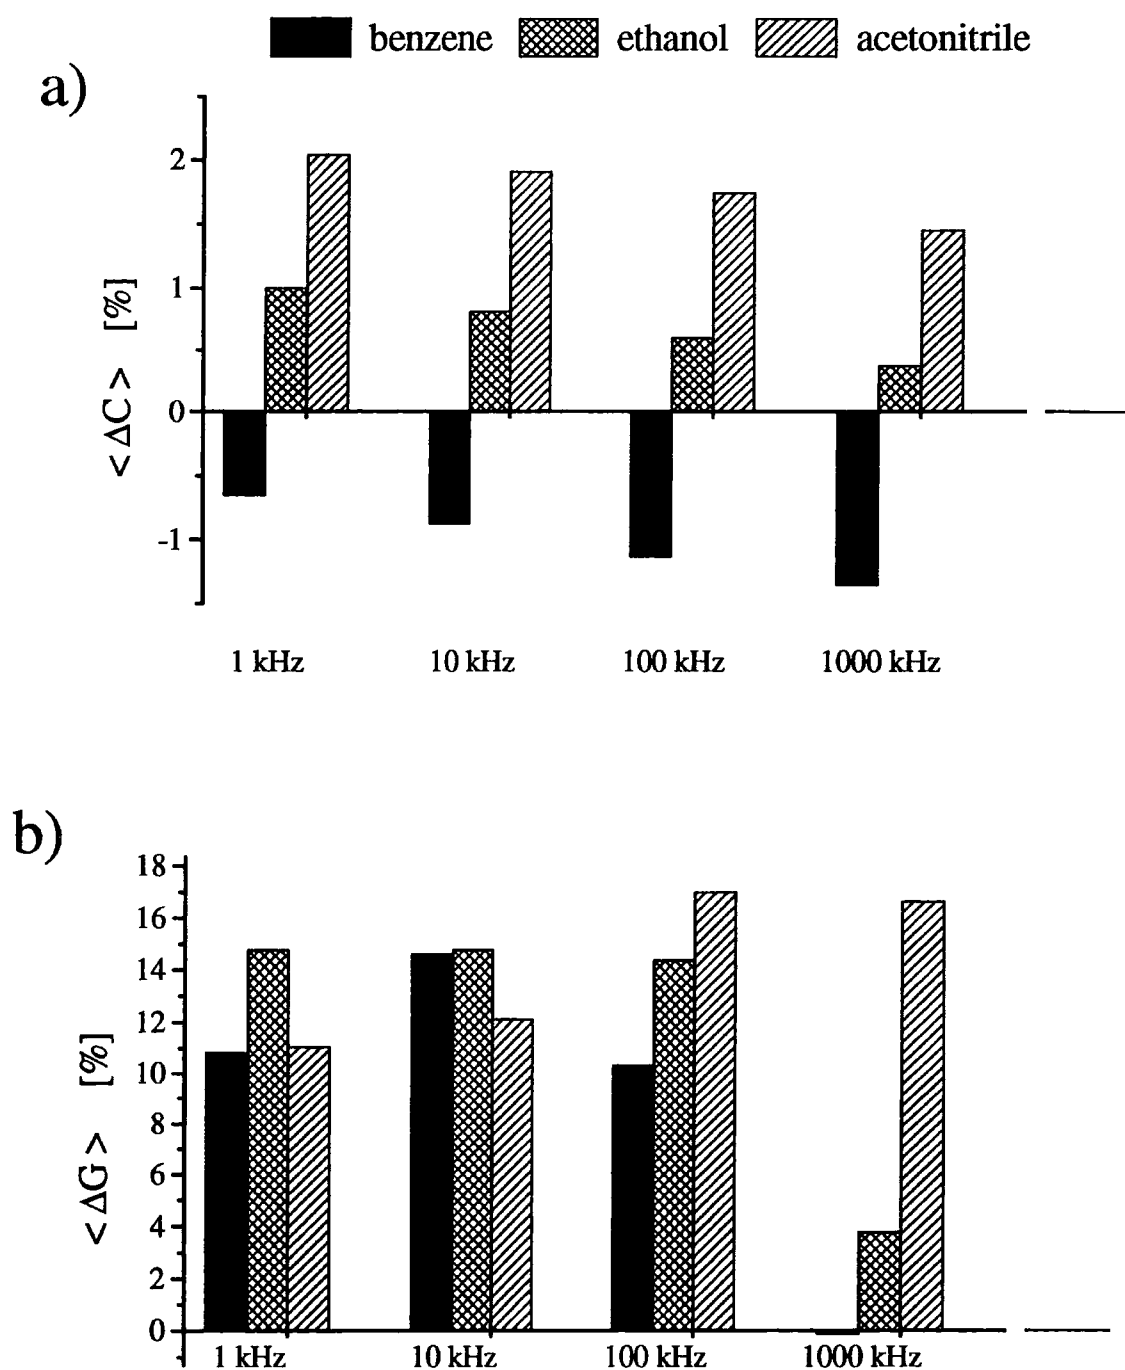 benzene ethanol acetonitrile
a)
2
1
0
-1
< ΔC > [%]
1 kHz 10 kHz 100 kHz 1000 kHz
b)
18
16
14
12
10
8
6
4
2
0
< ΔG > [%]
1 kHz 10 kHz 100 kHz 1000 kHz